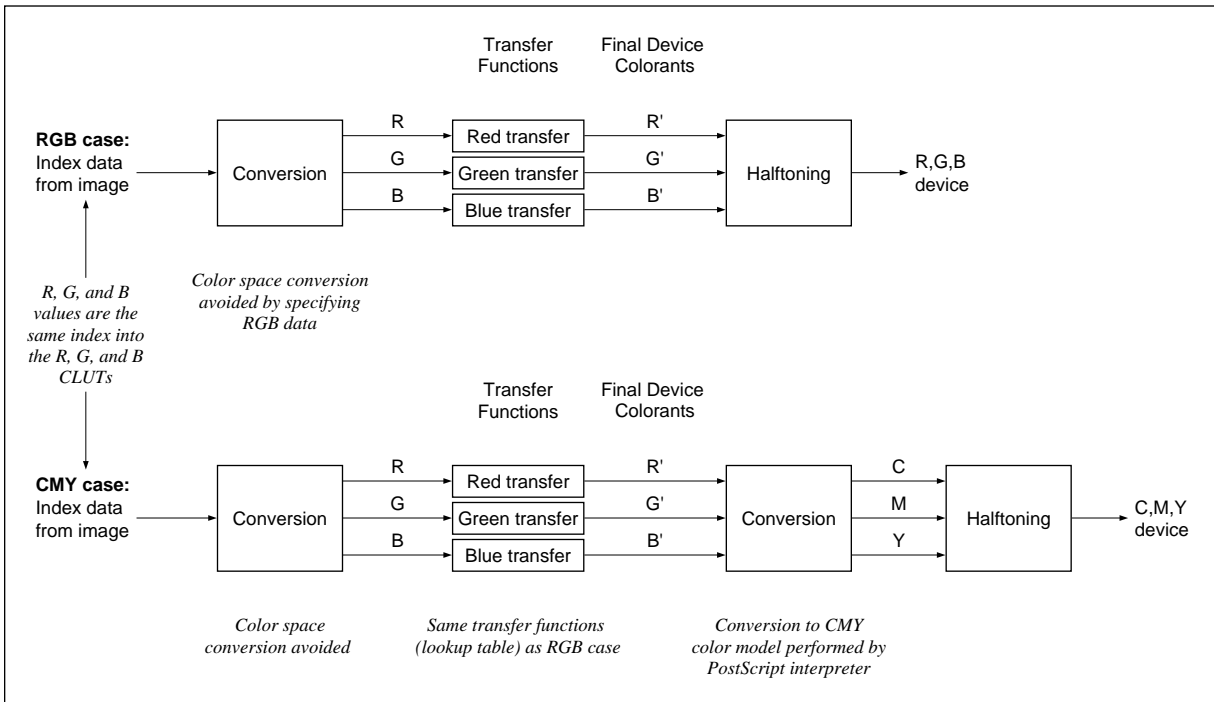 Transfer
Functions
Final Device
Colorants
RGB case:
Index data
from image
Conversion
R
G
B
Red transfer
Green transfer
Blue transfer
R'
G'
B'
Halftoning
R,G,B
device
R, G, and B
values are the
same index into
the R, G, and B
CLUTs
Color space conversion
avoided by specifying
RGB data
Transfer
Functions
Final Device
Colorants
CMY case:
Index data
from image
Conversion
R
G
B
Red transfer
Green transfer
Blue transfer
R'
G'
B'
Conversion
C
M
Y
Halftoning
C,M,Y
device
Color space
conversion avoided
Same transfer functions
(lookup table) as RGB case
Conversion to CMY
color model performed by
PostScript interpreter